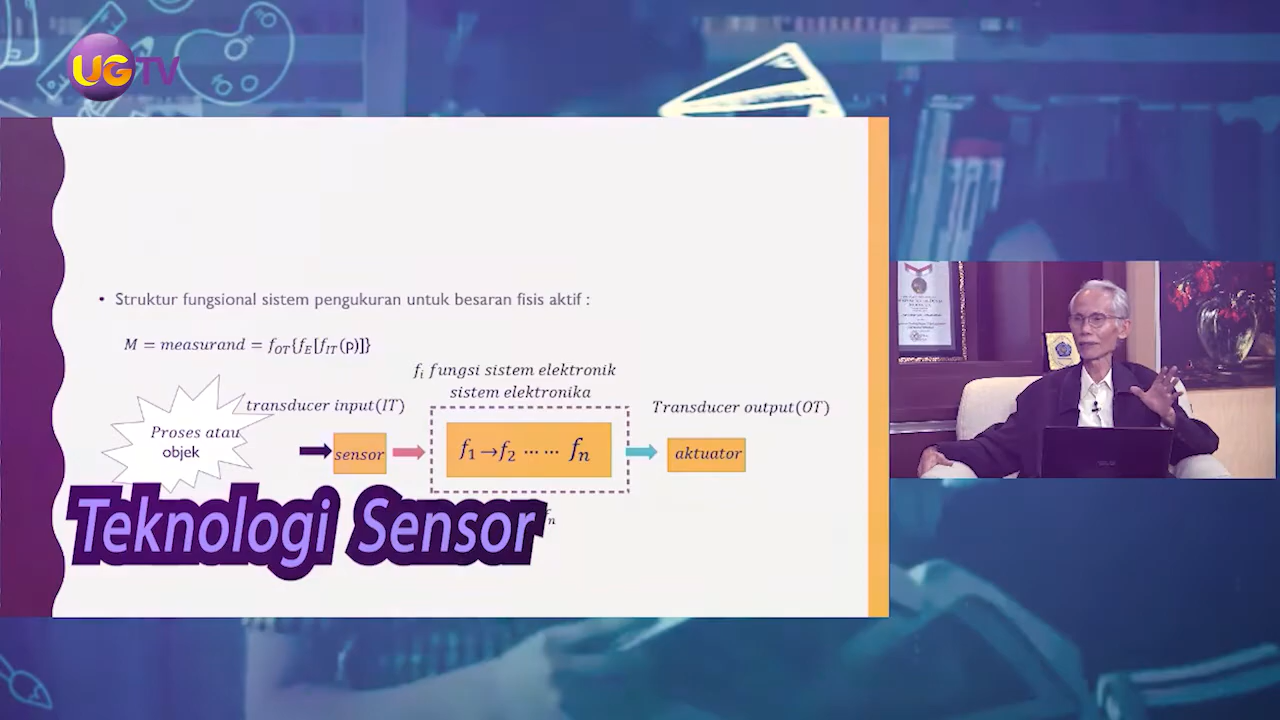 UGTV
• Struktur fungsional sistem pengukuran untuk besaran fisis aktif :
M = measurand = f_OT{f_E[f_IT(p)]}
f_i fungsi sistem elektronik
sistem elektronika
transducer input(IT)
Transducer output(OT)
Proses atau
objek
sensor
f_1→f_2 ⋯ ⋯ f_n
aktuator
Teknologi Sensor